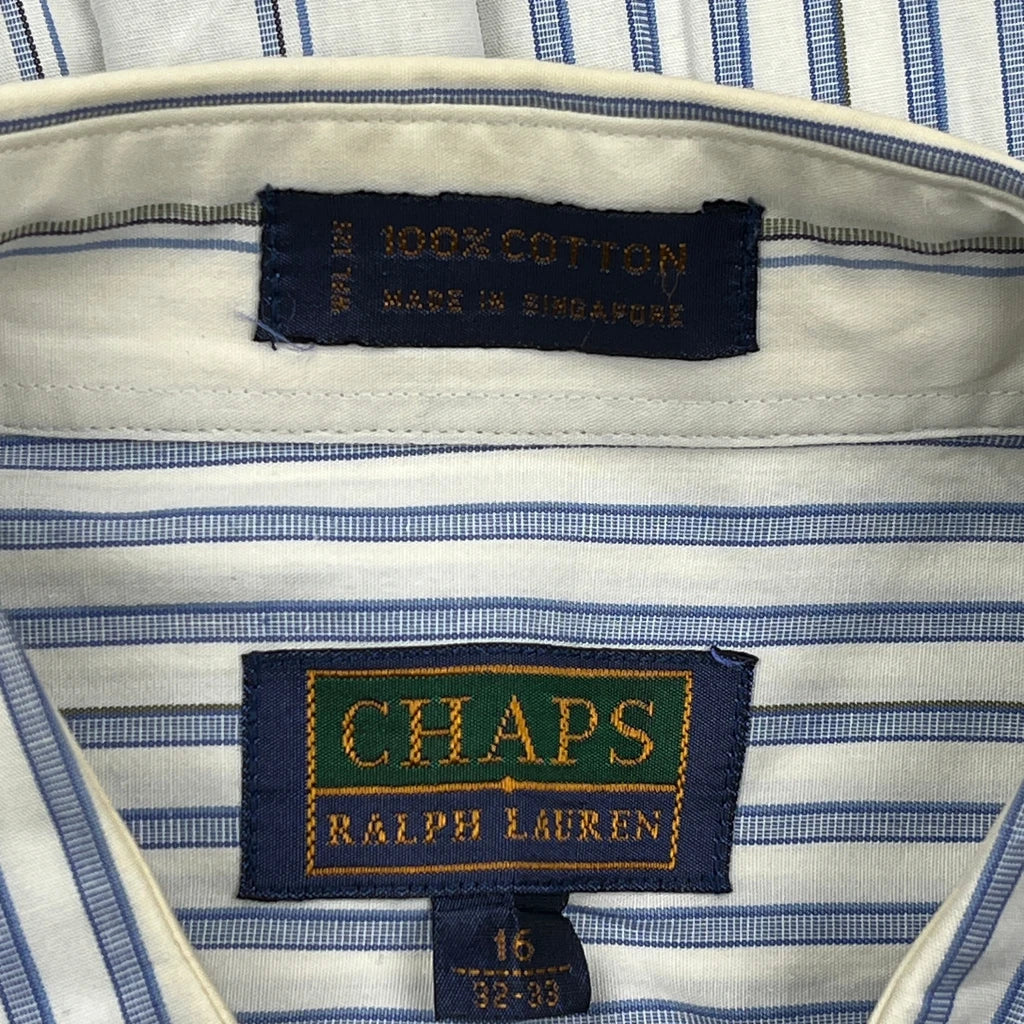 100% COTTON
MADE IN SINGAPORE
CHAPS
RALPH LAUREN
16
32-33